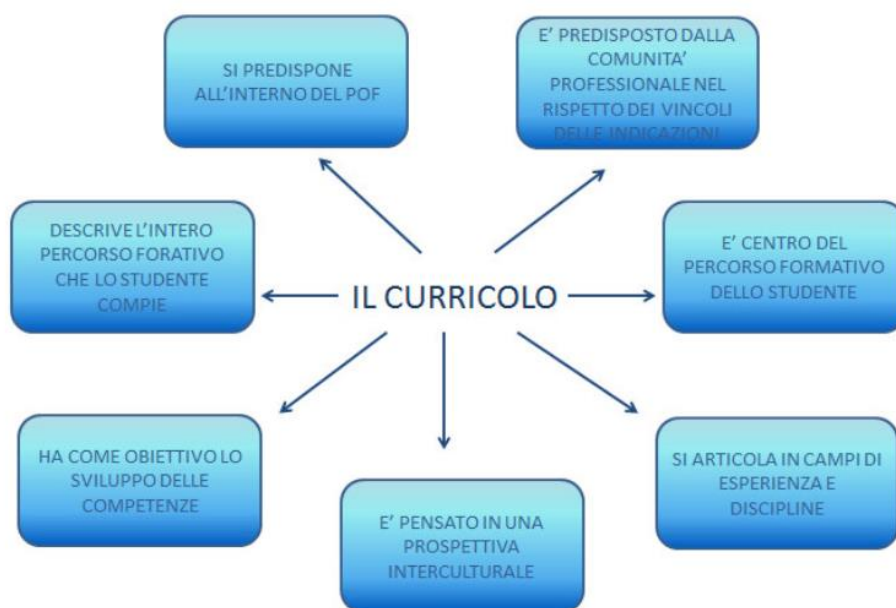 SI PREDISPONE
ALL'INTERNO DEL POF
E' PREDISPOSTO DALLA
COMUNITA'
PROFESSIONALE NEL
RISPETTO DEI VINCOLI
DELLE INDICAZIONI
DESCRIVE L'INTERO
PERCORSO FORATIVO
CHE LO STUDENTE
COMPIE
IL CURRICOLO
E' CENTRO DEL
PERCORSO FORMATIVO
DELLO STUDENTE
HA COME OBIETTIVO LO
SVILUPPO DELLE
COMPETENZE
E' PENSATO IN UNA
PROSPETTIVA
INTERCULTURALE
SI ARTICOLA IN CAMPI DI
ESPERIENZA E
DISCIPLINE